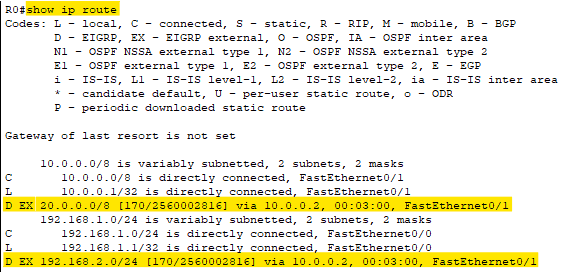 R0#show ip route
Codes: L - local, C - connected, S - static, R - RIP, M - mobile, B - BGP
       D - EIGRP, EX - EIGRP external, O - OSPF, IA - OSPF inter area
       N1 - OSPF NSSA external type 1, N2 - OSPF NSSA external type 2
       E1 - OSPF external type 1, E2 - OSPF external type 2, E - EGP
       i - IS-IS, L1 - IS-IS level-1, L2 - IS-IS level-2, ia - IS-IS inter area
       * - candidate default, U - per-user static route, o - ODR
       P - periodic downloaded static route
Gateway of last resort is not set
     10.0.0.0/8 is variably subnetted, 2 subnets, 2 masks
C       10.0.0.0/8 is directly connected, FastEthernet0/1
L       10.0.0.1/32 is directly connected, FastEthernet0/1
D EX 20.0.0.0/8 [170/2560002816] via 10.0.0.2, 00:03:00, FastEthernet0/1
     192.168.1.0/24 is variably subnetted, 2 subnets, 2 masks
C       192.168.1.0/24 is directly connected, FastEthernet0/0
L       192.168.1.1/32 is directly connected, FastEthernet0/0
D EX 192.168.2.0/24 [170/2560002816] via 10.0.0.2, 00:03:00, FastEthernet0/1